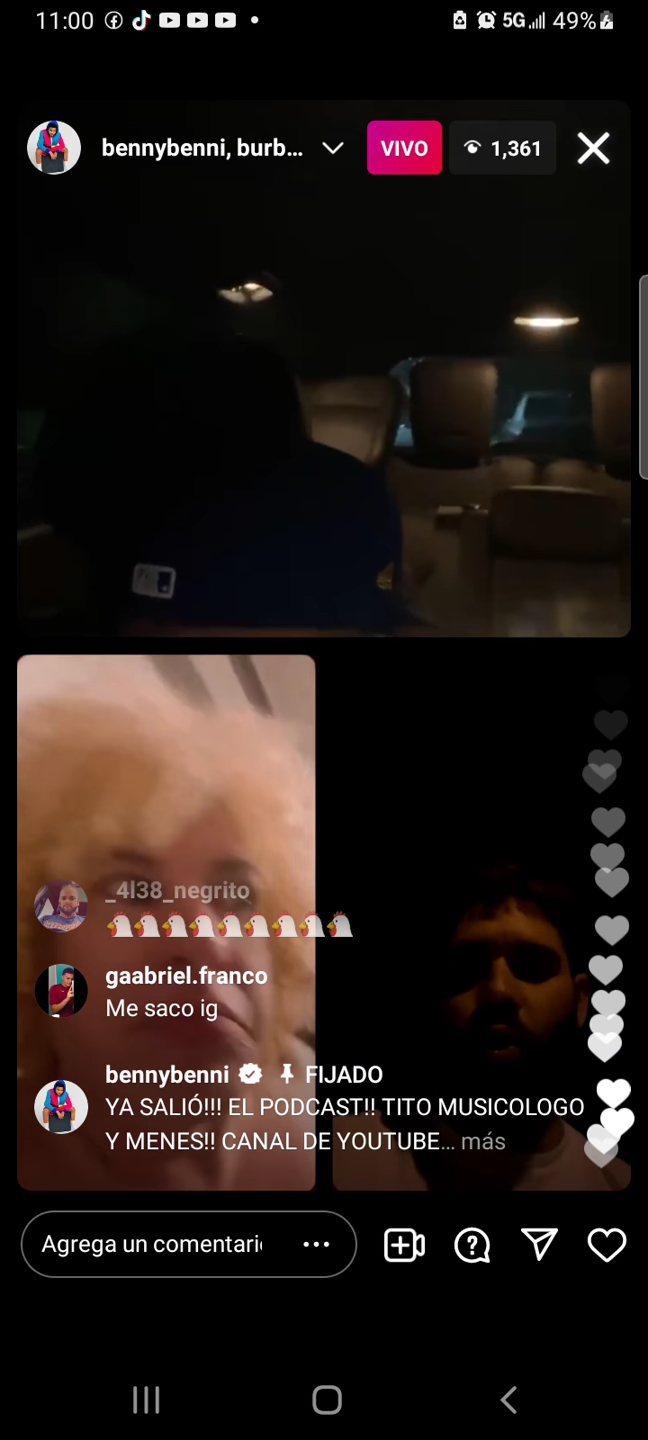 11:00
5G
49%
bennybenni, burb...
VIVO
1,361
_4l38_negrito
gaabriel.franco
Me saco ig
bennybenni FIJADO
YA SALIÓ!!! EL PODCAST!! TITO MUSICOLOGO
Y MENES!! CANAL DE YOUTUBE... más
Agrega un comentari